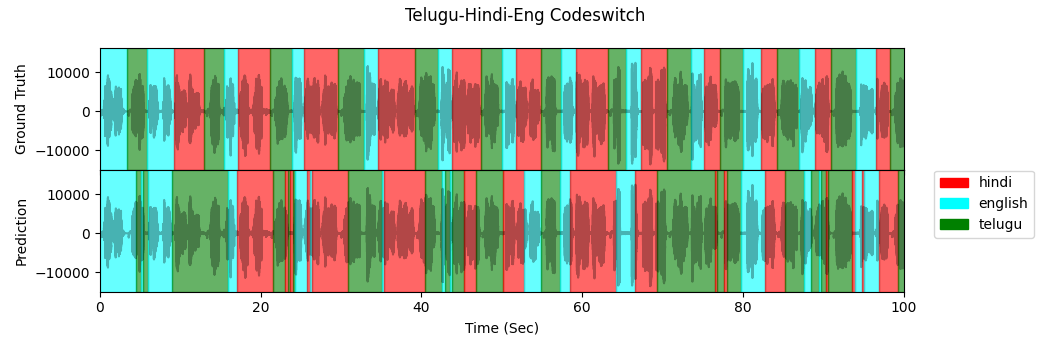 Telugu-Hindi-Eng Codeswitch
Ground Truth
10000
0
−10000
Prediction
10000
0
−10000
0 20 40 60 80 100
Time (Sec)
hindi
english
telugu